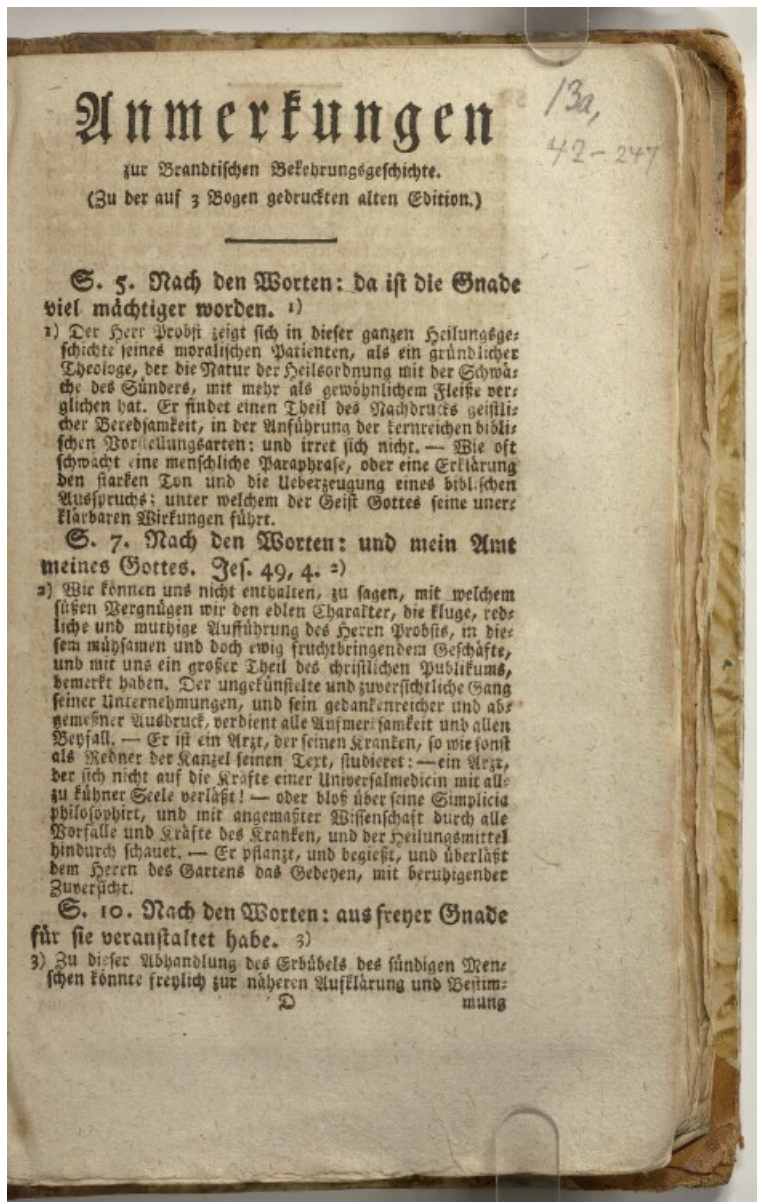 Anmerkungen
zur Brandtischen Bekehrungsgeschichte.
(Zu der auf 3 Bogen gedruckten alten Edition.)
13a,
42-247
S. 5. Nach den Worten: da ist die Gnade
viel mächtiger worden. 1)
1) Der Herr Probst zeigt sich in dieser ganzen Heilungsge-
schichte seines moralischen Patienten, als ein gründlicher
Theologe, der die Natur der Heilsordnung mit der Schwä-
che des Sünders, mit mehr als gewöhnlichem Fleiße ver-
glichen hat. Er findet einen Theil des Nachdrucks geistli-
cher Beredsamkeit, in der Anführung der kernreichen bibli-
schen Vorstellungsarten: und irret sich nicht. — Wie oft
schwächt eine menschliche Paraphrase, oder eine Erklärung
den starken Ton und die Ueberzeugung eines biblischen
Ausspruchs; unter welchem der Geist Gottes seine uner-
klärbaren Wirkungen führt.
S. 7. Nach den Worten: und mein Amt
meines Gottes. Jes. 49, 4. 2)
2) Wir können uns nicht enthalten, zu sagen, mit welchem
süßen Vergnügen wir den edlen Charakter, die kluge, red-
liche und muthige Aufführung des Herrn Probsts, in die-
sem mühsamen und doch ewig fruchtbringendem Geschäfte,
und mit uns ein großer Theil des christlichen Publikums,
bemerkt haben. Der ungekünstelte und zuversichtliche Gang
seiner Unternehmungen, und sein gedankenreicher und ab-
gemeßner Ausdruck, verdient alle Aufmerksamkeit und allen
Beyfall. — Er ist ein Arzt, der seinen Kranken, so wie sonst
als Redner der Kanzel seinen Text, studieret: — ein Arzt,
der sich nicht auf die Kräfte einer Universalmedicin mit all-
zu kühner Seele verläßt! — oder bloß über seine Simplicia
philosophirt, und mit angemaßter Wissenschaft durch alle
Vorfälle und Kräfte des Kranken, und der Heilungsmittel
hindurch schauet. — Er pflanzt, und begießt, und überläßt
dem Herrn des Gartens das Gedeyen, mit beruhigender
Zuversicht.
S. 10. Nach den Worten: aus freyer Gnade
für sie veranstaltet habe. 3)
3) Zu dieser Abhandlung des Erbübels des sündigen Men-
schen könnte freylich zur näheren Aufklärung und Bestim-
D mung